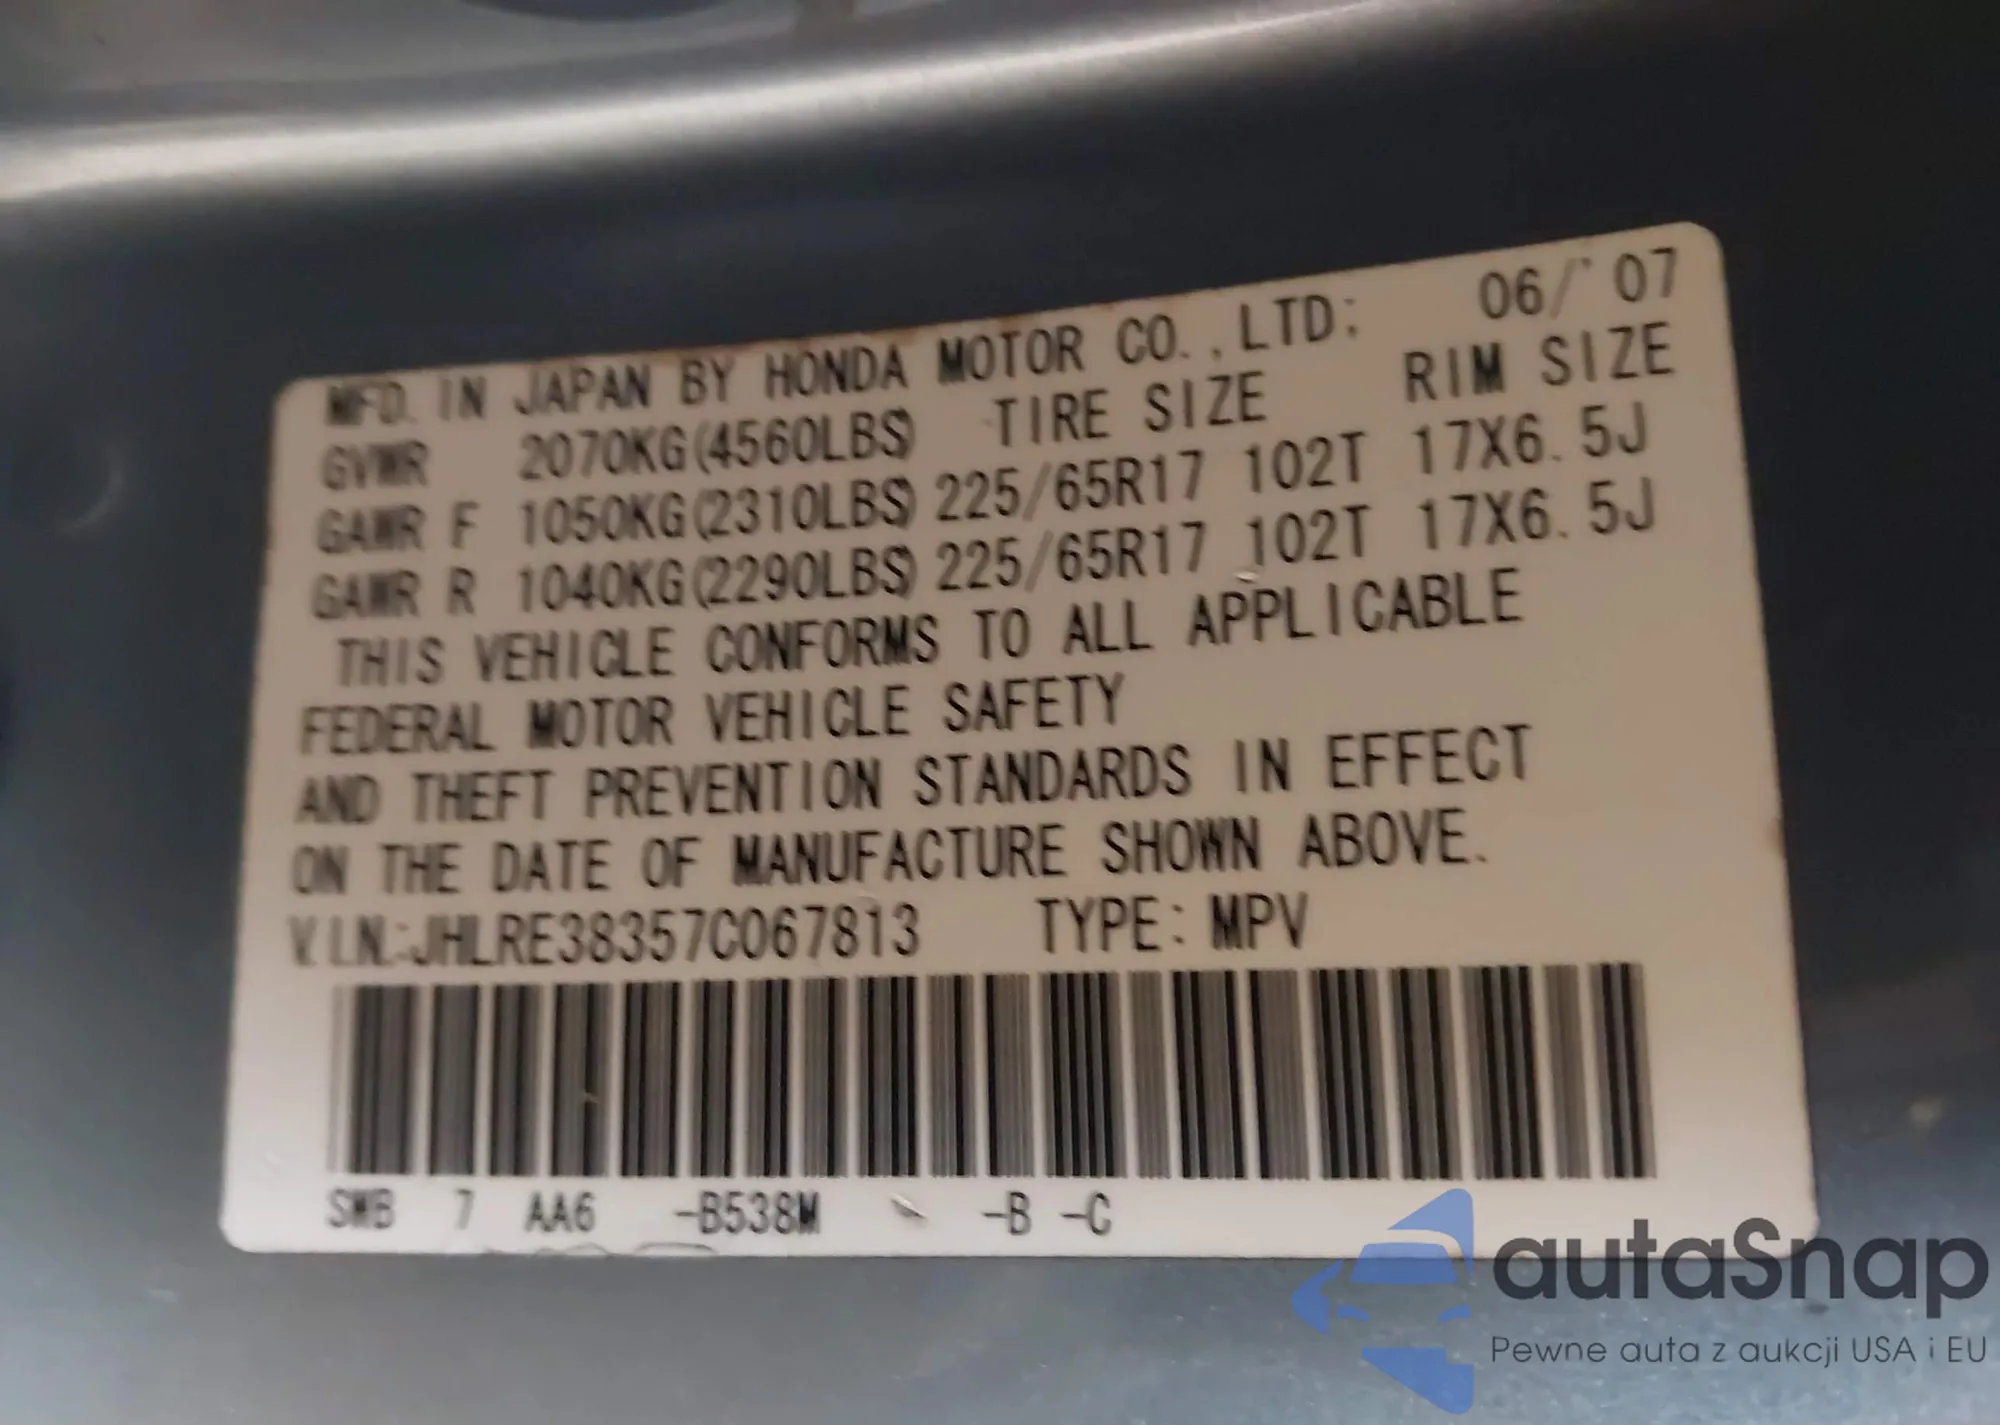 MFD. IN JAPAN BY HONDA MOTOR CO.,LTD: 06/'07
GVWR 2070KG(4560LBS) TIRE SIZE RIM SIZE
GAWR F 1050KG(2310LBS) 225/65R17 102T 17X6.5J
GAWR R 1040KG(2290LBS) 225/65R17 102T 17X6.5J
THIS VEHICLE CONFORMS TO ALL APPLICABLE
FEDERAL MOTOR VEHICLE SAFETY
AND THEFT PREVENTION STANDARDS IN EFFECT
ON THE DATE OF MANUFACTURE SHOWN ABOVE.
V.I.N.:JHLRE38357C067813 TYPE: MPV
SWB 7 AA6 -B538M -B -C
autaSnap
Pewne auta z aukcji USA i EU